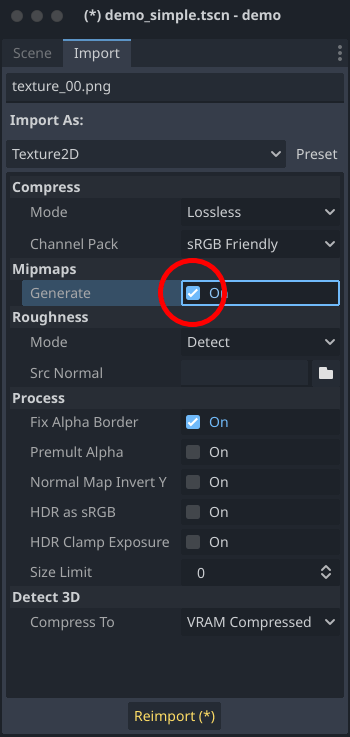 (*) demo_simple.tscn - demo
Scene Import
texture_00.png
Import As:
Texture2D Preset
Compress
Mode Lossless
Channel Pack sRGB Friendly
Mipmaps
Generate On
Roughness
Mode Detect
Src Normal
Process
Fix Alpha Border On
Premult Alpha On
Normal Map Invert Y On
HDR as sRGB On
HDR Clamp Exposure On
Size Limit 0
Detect 3D
Compress To VRAM Compressed
Reimport (*)